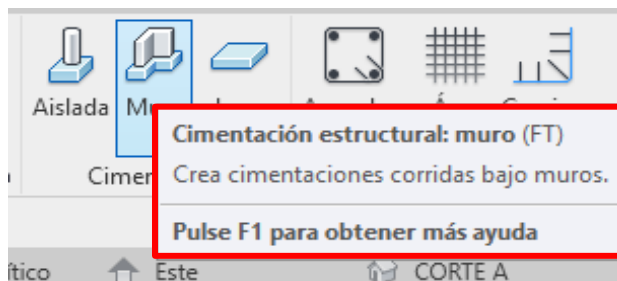 Aislada
Cimentación estructural: muro (FT)
Crea cimentaciones corridas bajo muros.
Pulse F1 para obtener más ayuda
Este
CORTE A